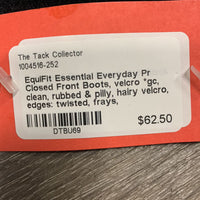 The Tack Collector
1004516-252
EquiFit Essential Everyday Pr
Closed Front Boots, velcro *gc,
clean, rubbed & pilly, hairy velcro,
edges: twisted, frays,
$62.50
DTBU69